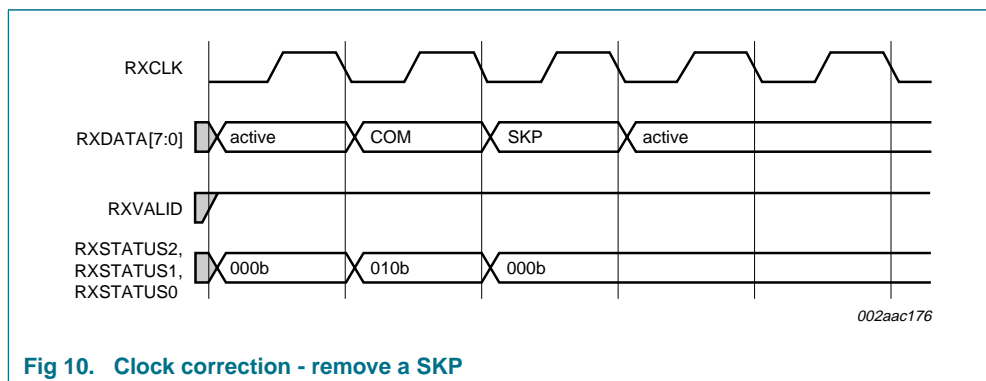 RXCLK
RXDATA[7:0] active COM SKP active
RXVALID
RXSTATUS2,
RXSTATUS1,
RXSTATUS0
000b 010b 000b
002aac176
Fig 10. Clock correction - remove a SKP